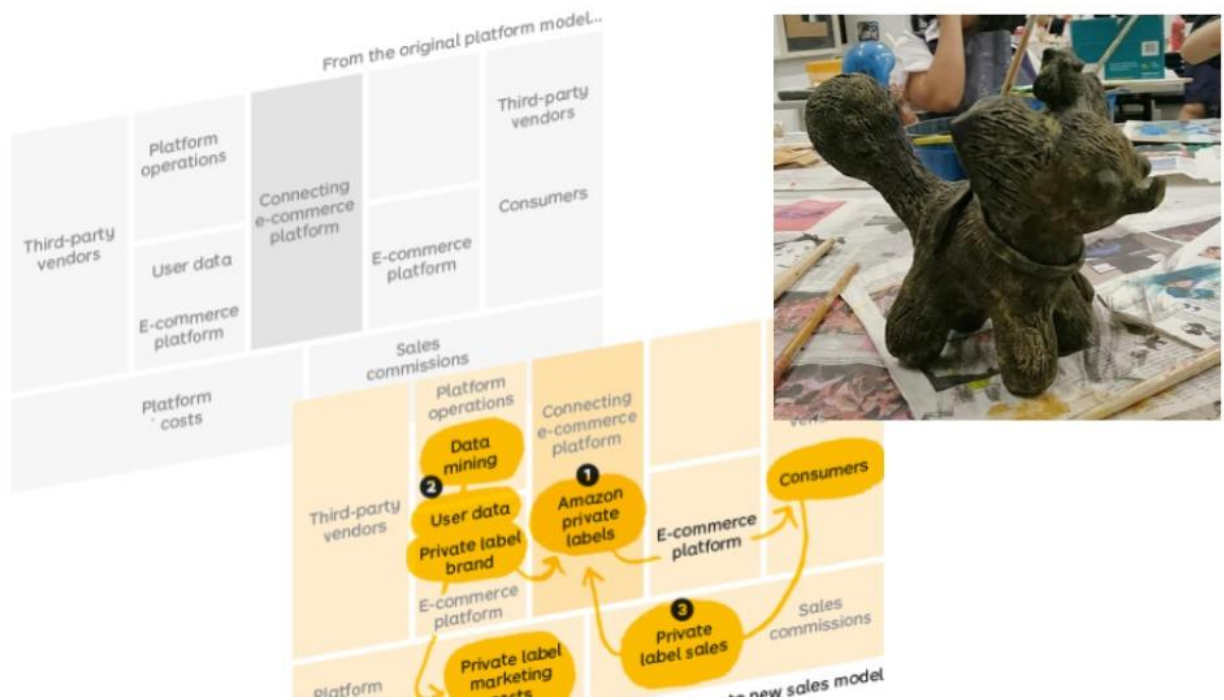 From the original platform model...
Third-party
vendors
Platform
operations
User data
E-commerce
platform
Connecting
e-commerce
platform
E-commerce
platform
Third-party
vendors
Consumers
Platform
costs
Sales
commissions
Third-party
vendors
Platform
operations
Data
mining
2
User data
Private label
brand
E-commerce
platform
Connecting
e-commerce
platform
1
Amazon
private
labels
E-commerce
platform
Consumers
Platform
Private label
marketing
3
Private
label sales
Sales
commissions
new sales model